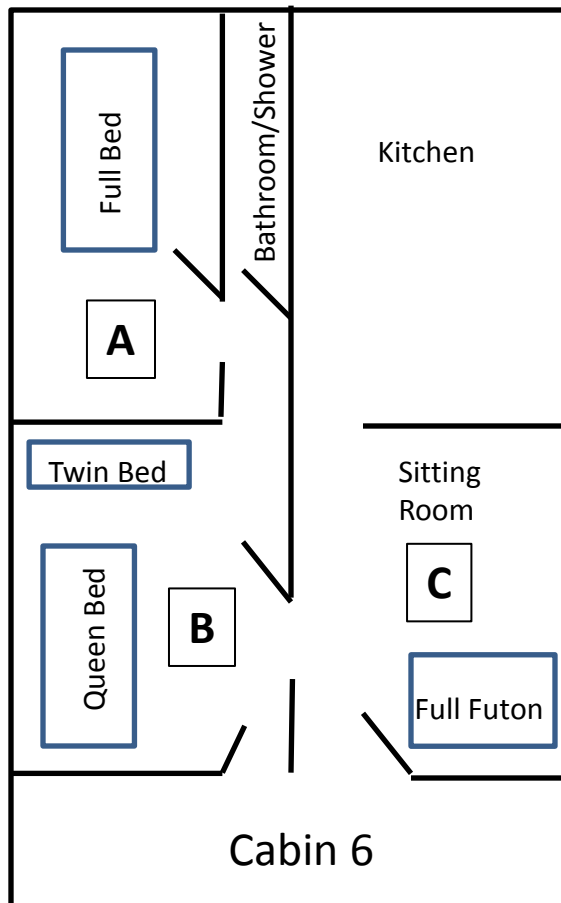 Full Bed
Bathroom/Shower
Kitchen
A
Twin Bed
Sitting
Room
Queen Bed
B
C
Full Futon
Cabin 6